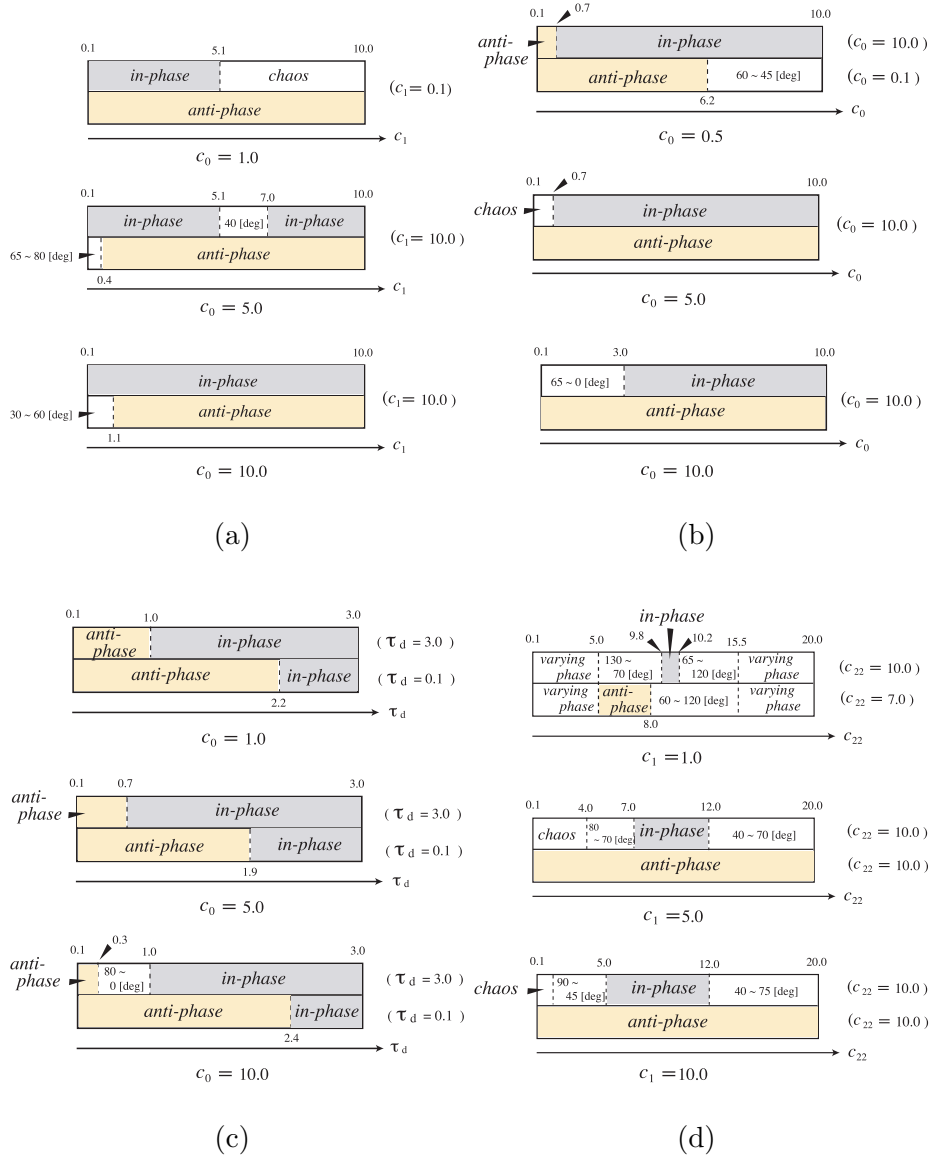 0.1 5.1 10.0
in-phase chaos
(c1= 0.1)
anti-phase
c1
c0 = 1.0
0.1 5.1 7.0 10.0
in-phase 40 [deg] in-phase
(c1= 10.0 )
65 ~ 80 [deg] anti-phase
0.4
c1
c0 = 5.0
0.1 10.0
in-phase
(c1= 10.0 )
30 ~ 60 [deg] anti-phase
1.1
c1
c0 = 10.0
(a)
0.1 0.7 10.0
anti-
phase
in-phase (c0 = 10.0)
anti-phase 60 ~ 45 [deg] (c0 = 0.1)
6.2
c0
c0 = 0.5
0.1 0.7 10.0
chaos in-phase
(c0 = 10.0)
anti-phase
c0
c0 = 5.0
0.1 3.0 10.0
65 ~ 0 [deg] in-phase
(c0 = 10.0)
anti-phase
c0
c0 = 10.0
(b)
0.1 1.0 3.0
anti-
phase
in-phase ( τd = 3.0 )
anti-phase in-phase ( τd = 0.1 )
2.2
τd
c0 = 1.0
0.1 0.7 3.0
anti-
phase
in-phase ( τd = 3.0 )
anti-phase in-phase ( τd = 0.1 )
1.9
τd
c0 = 5.0
0.1 0.3 1.0 3.0
anti-
phase
80 ~
0 [deg]
in-phase ( τd = 3.0 )
anti-phase in-phase ( τd = 0.1 )
2.4
τd
c0 = 10.0
(c)
in-phase
0.1 5.0 9.8 10.2 15.5 20.0
varying
phase
130 ~
70 [deg]
65 ~
120 [deg]
varying
phase
(c22 = 10.0)
varying
phase
anti-
phase
60 ~ 120 [deg]
varying
phase
(c22 = 7.0 )
8.0
c22
c1 = 1.0
0.1 4.0 7.0 12.0 20.0
chaos
80
~ 70 [deg]
in-phase 40 ~ 70 [deg] (c22 = 10.0)
anti-phase (c22 = 10.0)
c22
c1 = 5.0
0.1 5.0 12.0 20.0
chaos
90 ~
45 [deg]
in-phase 40 ~ 75 [deg] (c22 = 10.0)
anti-phase (c22 = 10.0)
c22
c1 = 10.0
(d)